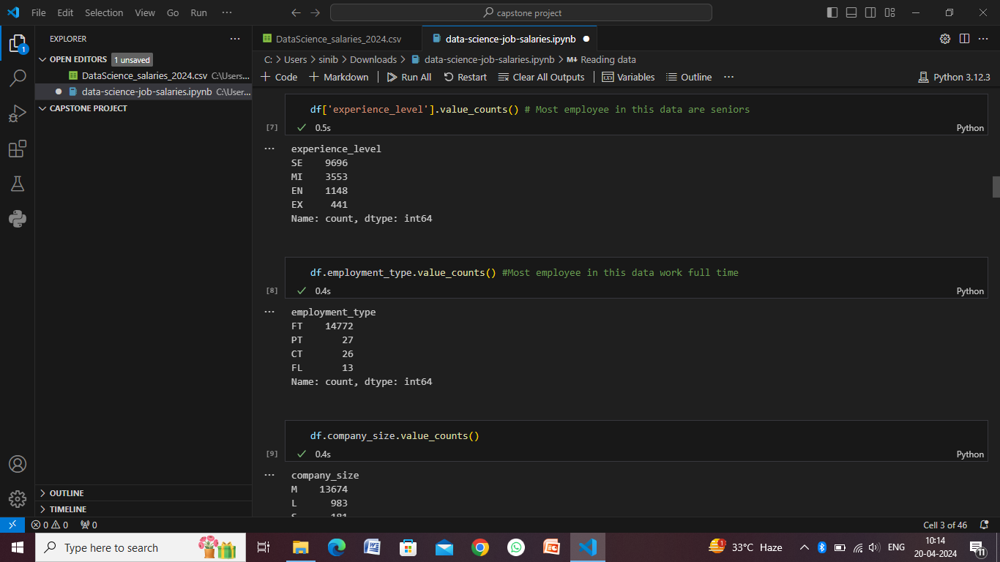 File Edit Selection View Go Run ··· capstone project
EXPLORER ···
OPEN EDITORS 1 unsaved
DataScience_salaries_2024.csv C:\Users...
data-science-job-salaries.ipynb C:\User...
CAPSTONE PROJECT
OUTLINE
TIMELINE
1
DataScience_salaries_2024.csv data-science-job-salaries.ipynb ···
C: > Users > sinib > Downloads > data-science-job-salaries.ipynb > M Reading data
+ Code + Markdown Run All Restart Clear All Outputs Variables Outline ··· Python 3.12.3
df['experience_level'].value_counts() # Most employee in this data are seniors
[7] 0.5s Python
··· experience_level
SE 9696
MI 3553
EN 1148
EX 441
Name: count, dtype: int64
df.employment_type.value_counts() #Most employee in this data work full time
[8] 0.4s Python
··· employment_type
FT 14772
PT 27
CT 26
FL 13
Name: count, dtype: int64
df.company_size.value_counts()
[9] 0.4s Python
··· company_size
M 13674
L 983
S 181
0 0 0 Cell 3 of 46
Type here to search 1 33°C Haze ENG 10:14
20-04-2024 11